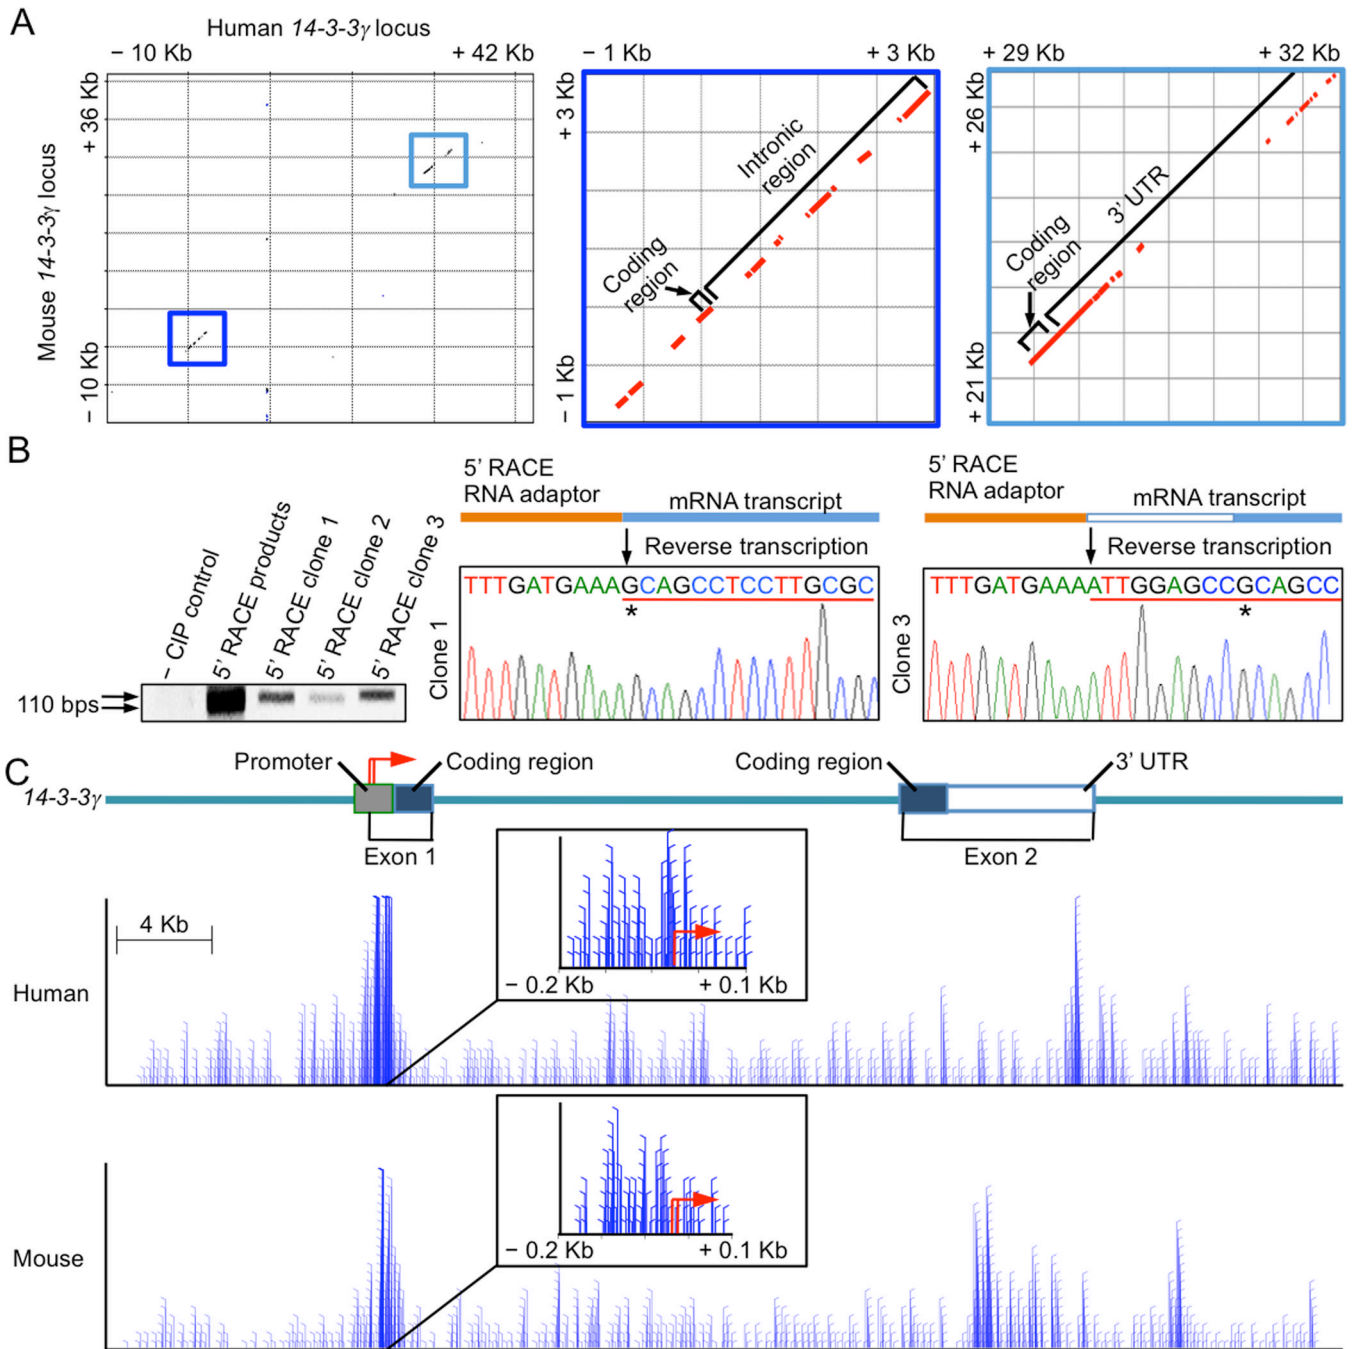 A
Human 14-3-3γ locus
− 10 Kb
+ 42 Kb
− 1 Kb
+ 3 Kb
+ 29 Kb
+ 32 Kb
Mouse 14-3-3γ locus
+ 36 Kb
− 10 Kb
+ 3 Kb
− 1 Kb
Intronic
region
Coding
region
+ 26 Kb
+ 21 Kb
3' UTR
Coding
region
B
− CIP control
5' RACE products
5' RACE clone 1
5' RACE clone 2
5' RACE clone 3
110 bps
5' RACE
RNA adaptor
mRNA transcript
Reverse transcription
TTTGATGAAAGCAGCCTCCTTGCGC
*
Clone 1
5' RACE
RNA adaptor
mRNA transcript
Reverse transcription
TTTGATGAAAATTGGAGCCGCAGCC
*
Clone 3
C
Promoter
Coding region
Coding region
3' UTR
14-3-3γ
Exon 1
Exon 2
4 Kb
− 0.2 Kb
+ 0.1 Kb
Human
− 0.2 Kb
+ 0.1 Kb
Mouse